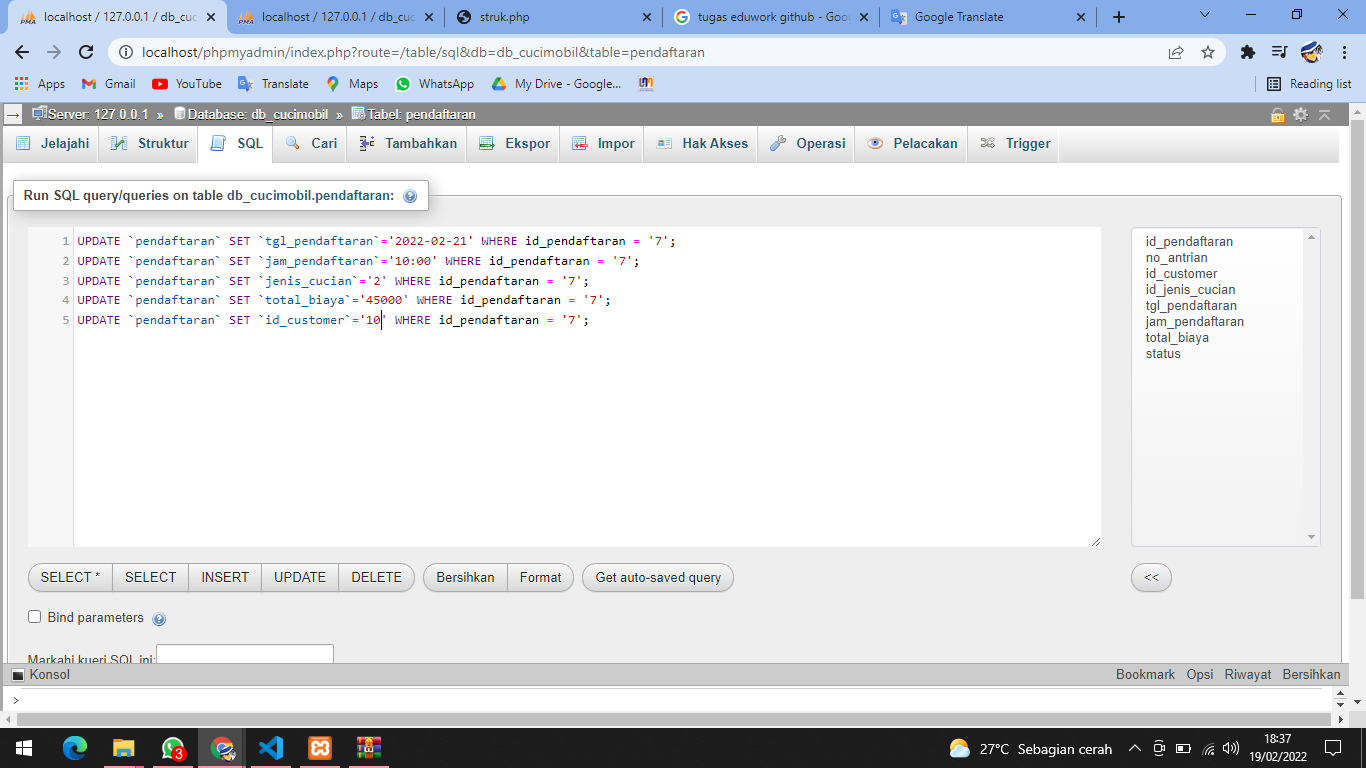 localhost / 127.0.0.1 / db_cuc
localhost / 127.0.0.1 / db_cuc
struk.php
tugas eduwork github - Goo
Google Translate
localhost/phpmyadmin/index.php?route=/table/sql&db=db_cucimobil&table=pendaftaran
Apps Gmail YouTube Translate Maps WhatsApp My Drive - Google... Reading list
Server: 127.0.0.1 » Database: db_cucimobil » Tabel: pendaftaran
Jelajahi Struktur SQL Cari Tambahkan Ekspor Impor Hak Akses Operasi Pelacakan Trigger
Run SQL query/queries on table db_cucimobil.pendaftaran:
1 UPDATE `pendaftaran` SET `tgl_pendaftaran`='2022-02-21' WHERE id_pendaftaran = '7';
2 UPDATE `pendaftaran` SET `jam_pendaftaran`='10:00' WHERE id_pendaftaran = '7';
3 UPDATE `pendaftaran` SET `jenis_cucian`='2' WHERE id_pendaftaran = '7';
4 UPDATE `pendaftaran` SET `total_biaya`='45000' WHERE id_pendaftaran = '7';
5 UPDATE `pendaftaran` SET `id_customer`='10' WHERE id_pendaftaran = '7';
id_pendaftaran
no_antrian
id_customer
id_jenis_cucian
tgl_pendaftaran
jam_pendaftaran
total_biaya
status
SELECT * SELECT INSERT UPDATE DELETE Bersihkan Format Get auto-saved query <<
Bind parameters
Markahi kueri SQL ini:
Konsol Bookmark Opsi Riwayat Bersihkan
>
3
27°C Sebagian cerah
18:37
19/02/2022